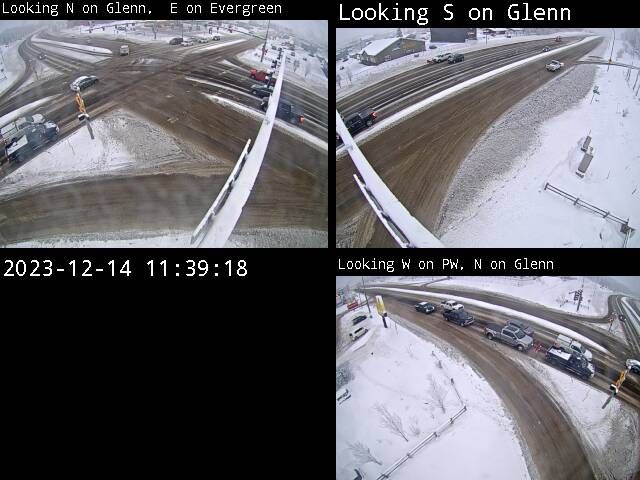 Looking N on Glenn,  E on Evergreen
Looking S on Glenn
2023-12-14 11:39:18
Looking W on PW, N on Glenn